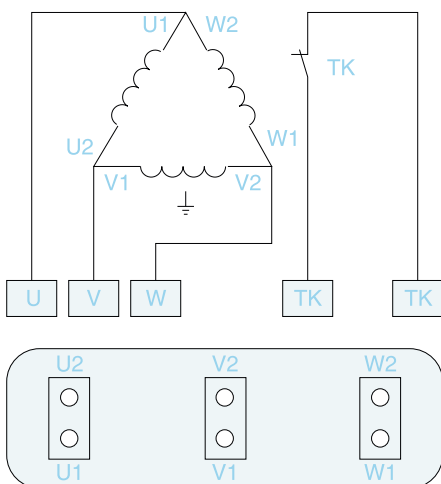 U1 W2
TK
U2 W1
V1 V2
U V W TK TK
U2 V2 W2
U1 V1 W1